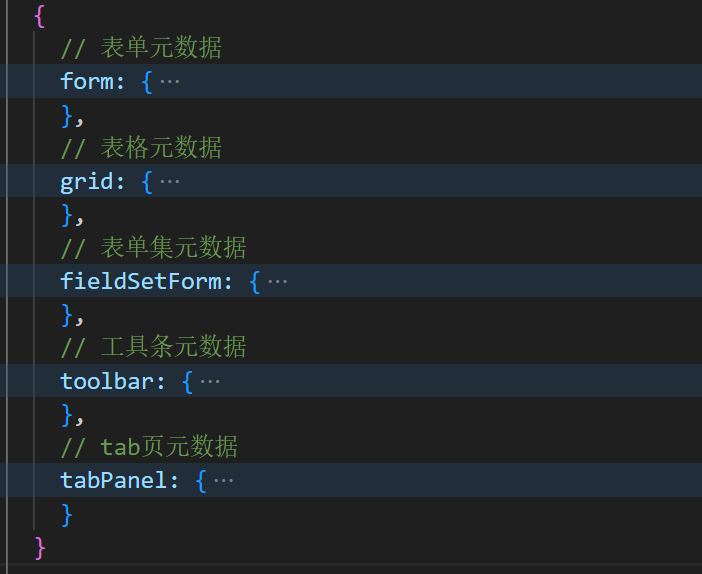 {
// 表单元数据
form: {···
},
// 表格元数据
grid: {···
},
// 表单集元数据
fieldSetForm: {···
},
// 工具条元数据
toolbar: {···
},
// tab页元数据
tabPanel: {···
}
}